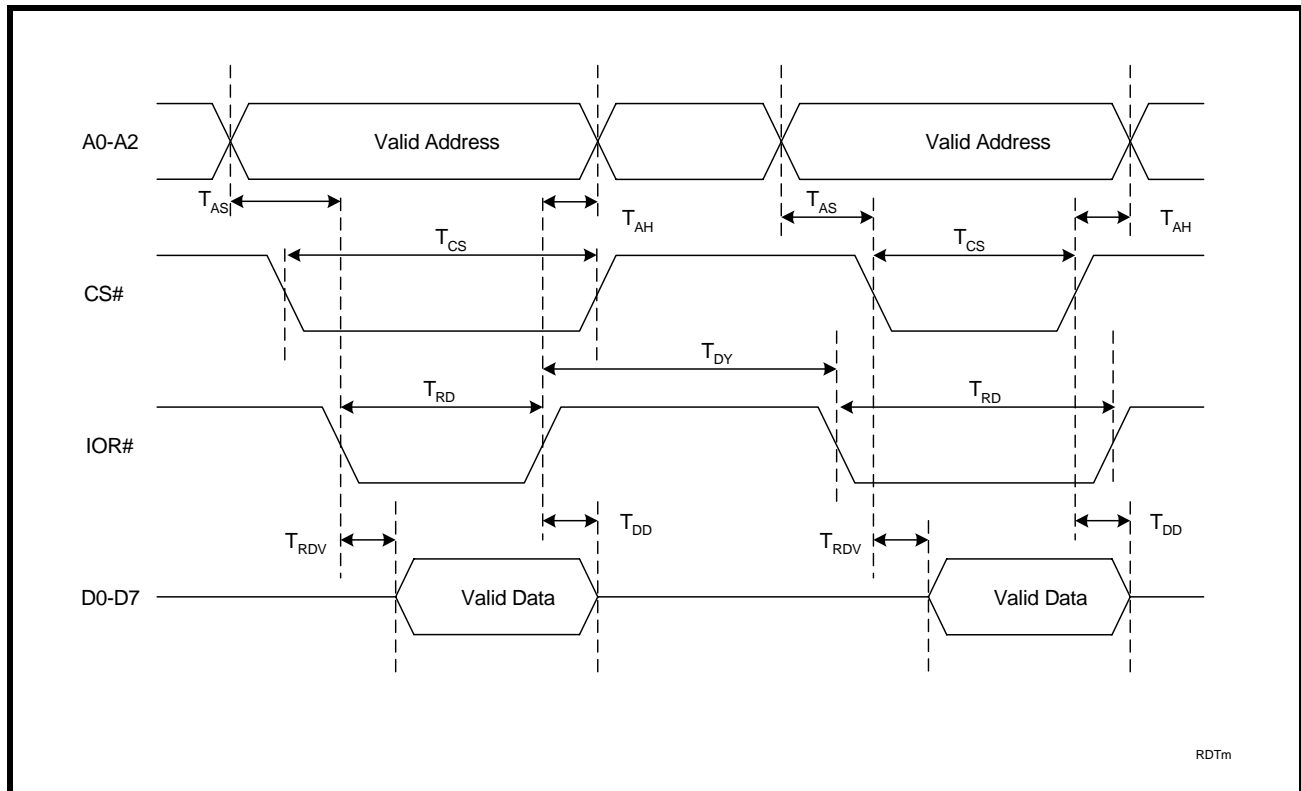 A0-A2
Valid Address
Valid Address
TAS
TAH
TAS
TAH
TCS
TCS
CS#
TDY
TRD
TRD
IOR#
TRDV
TDD
TRDV
TDD
D0-D7
Valid Data
Valid Data
RDTm